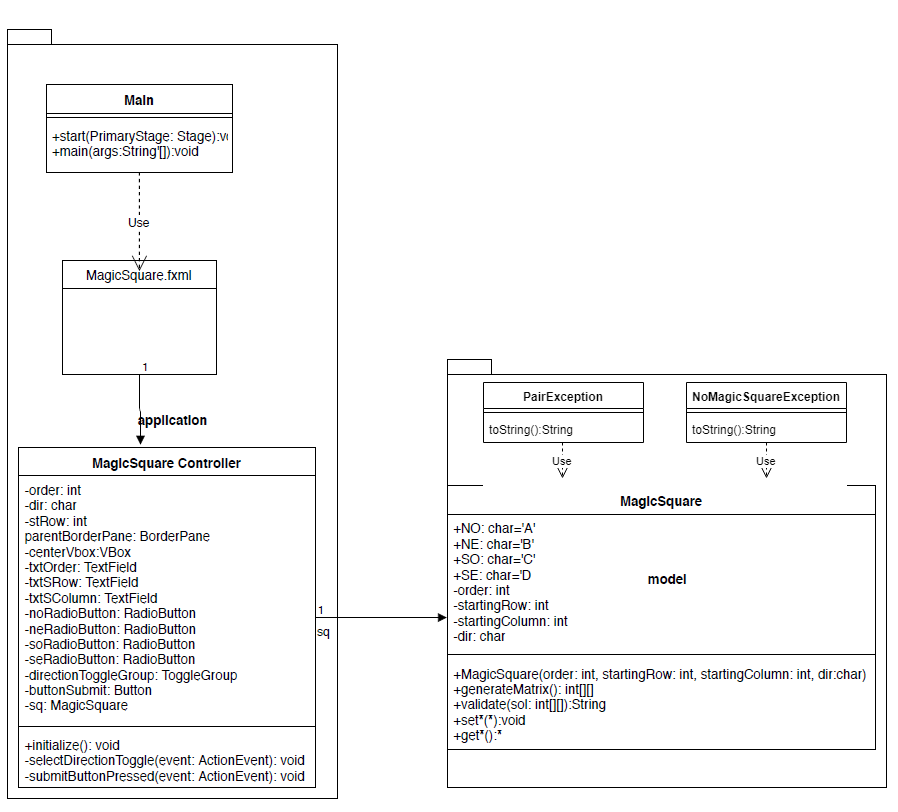 Main
+start(PrimaryStage: Stage):v
+main(args:String'[]):void
Use
MagicSquare.fxml
1
application
MagicSquare Controller
-order: int
-dir: char
-stRow: int
parentBorderPane: BorderPane
-centerVbox:VBox
-txtOrder: TextField
-txtSRow: TextField
-txtSColumn: TextField
-noRadioButton: RadioButton
-neRadioButton: RadioButton
-soRadioButton: RadioButton
-seRadioButton: RadioButton
-directionToggleGroup: ToggleGroup
-buttonSubmit: Button
-sq: MagicSquare
+initialize(): void
-selectDirectionToggle(event: ActionEvent): void
-submitButtonPressed(event: ActionEvent): void
1
sq
PairException
toString():String
Use
NoMagicSquareException
toString():String
Use
MagicSquare
+NO: char='A'
+NE: char='B'
+SO: char='C'
+SE: char='D
-order: int
-startingRow: int
-startingColumn: int
-dir: char
model
+MagicSquare(order: int, startingRow: int, startingColumn: int, dir:char)
+generateMatrix(): int[][]
+validate(sol: int[][]):String
+set*(*):void
+get*():*